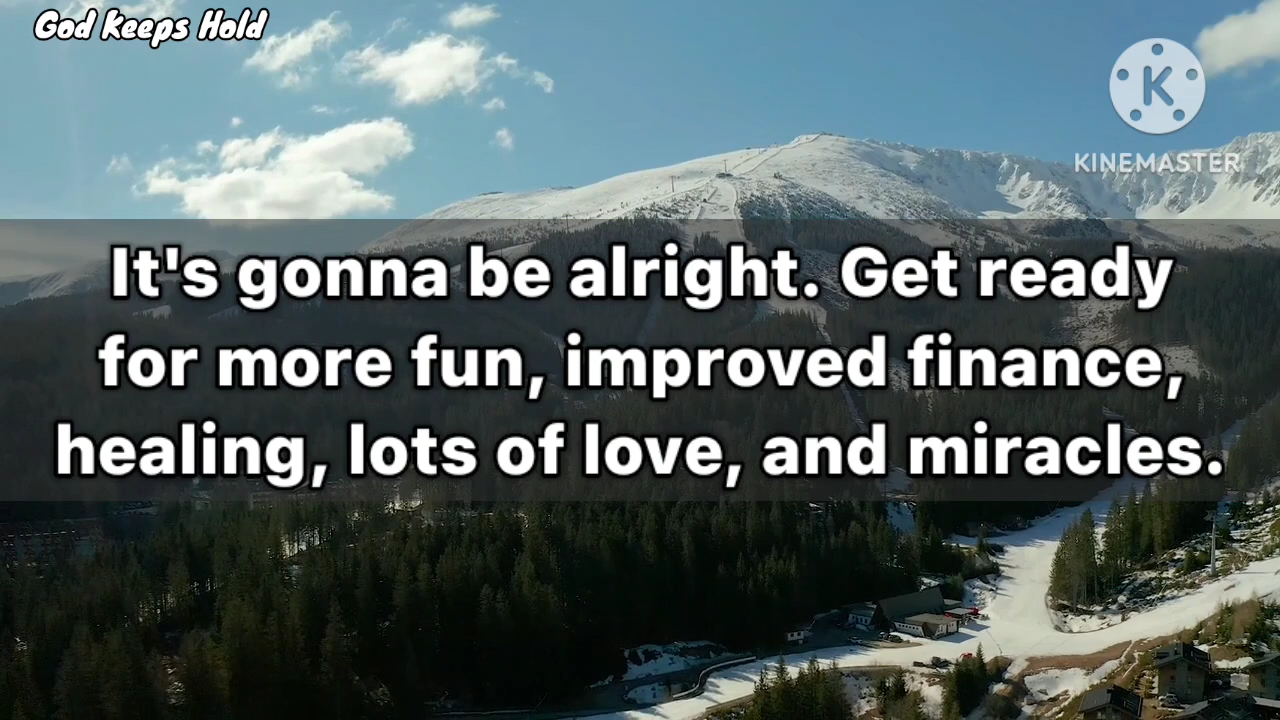 God Keeps Hold
K
KINEMASTER
It's gonna be alright. Get ready
for more fun, improved finance,
healing, lots of love, and miracles.